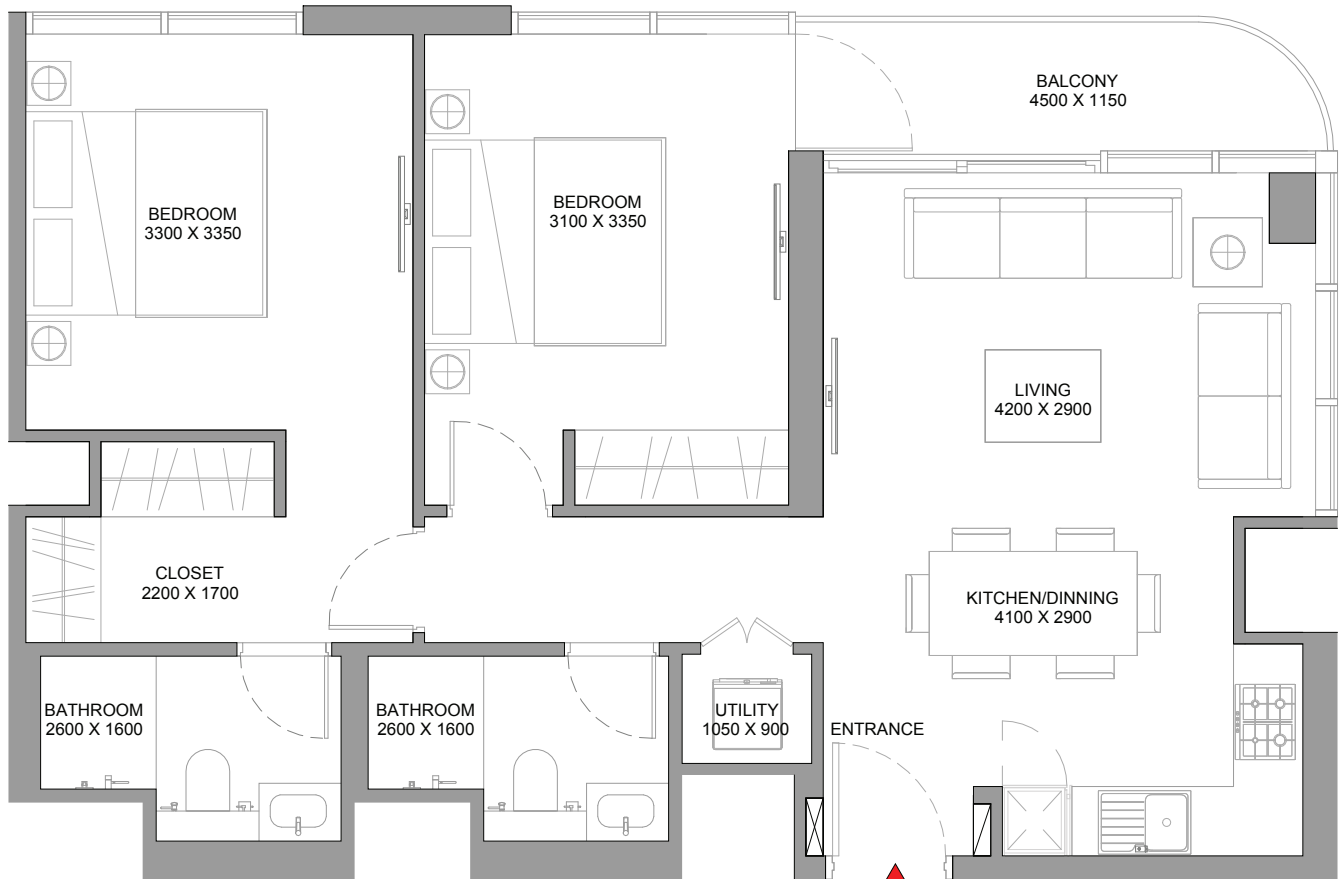 BALCONY
4500 X 1150
BEDROOM
3300 X 3350
BEDROOM
3100 X 3350
LIVING
4200 X 2900
CLOSET
2200 X 1700
KITCHEN/DINNING
4100 X 2900
BATHROOM
2600 X 1600
BATHROOM
2600 X 1600
UTILITY
1050 X 900
ENTRANCE